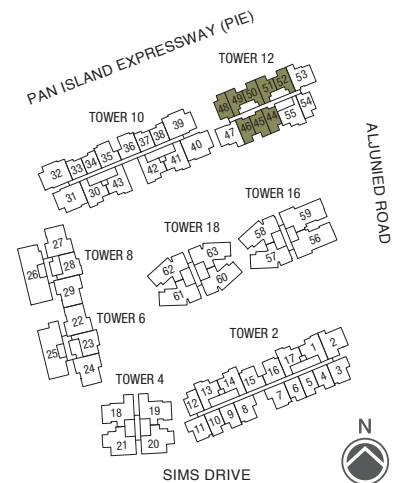 PAN ISLAND EXPRESSWAY (PIE)
TOWER 12
48 49 50 51 52 53
47 46 45 44 55 54
TOWER 10
32 33 34 35 36 37 38 39
31 30 43 42 41 40
ALJUNIED ROAD
TOWER 16
58 59
57 56
TOWER 18
62 63
61 60
TOWER 8
27
26 28
29
TOWER 6
22
25 23
24
TOWER 2
12 13 14 15 16 17 1 2
11 10 9 8 7 6 5 4 3
TOWER 4
18 19
21 20
N
SIMS DRIVE